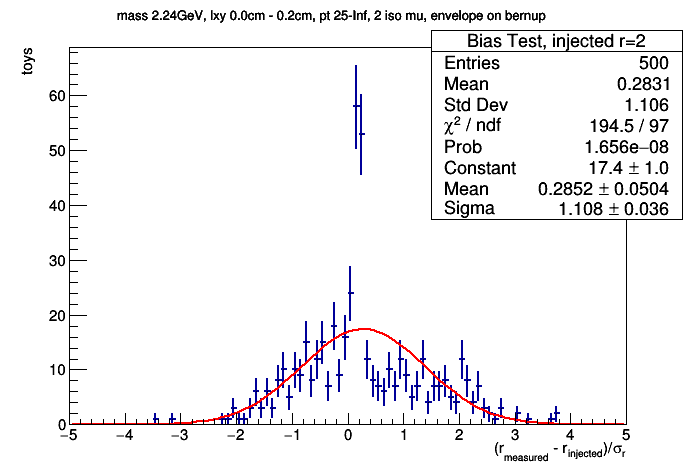 mass 2.24GeV, lxy 0.0cm - 0.2cm, pt 25-Inf, 2 iso mu, envelope on bernup
Bias Test, injected r=2
Entries 500
Mean 0.2831
Std Dev 1.106
χ² / ndf 194.5 / 97
Prob 1.656e−08
Constant 17.4 ± 1.0
Mean 0.2852 ± 0.0504
Sigma 1.108 ± 0.036
toys
60
50
40
30
20
10
0
−5 −4 −3 −2 −1 0 1 2 3 4 5
(r_measured - r_injected)/σ_r